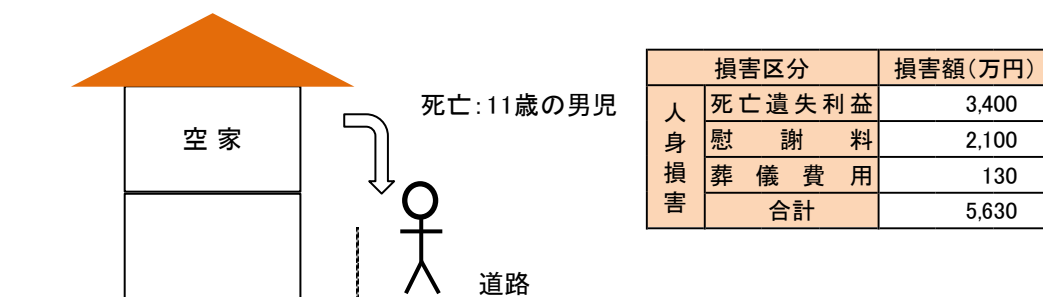 空家
死亡:11歳の男児
道路
損害区分 損害額(万円)
人身損害
死亡遺失利益 3,400
慰謝料 2,100
葬儀費用 130
合計 5,630